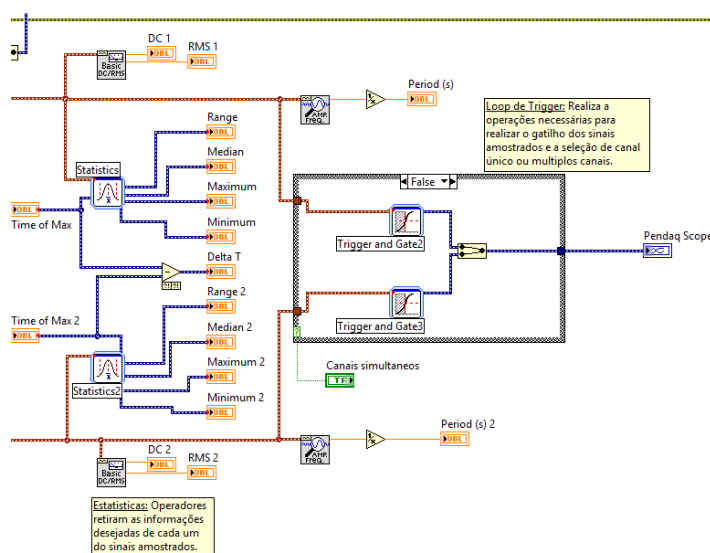 DC 1
DBL
RMS 1
DBL
Basic
DC/RMS
Period (s)
DBL
AMP
Freq.
1/x
Loop de Trigger: Realiza a
operações necessárias para
realizar o gatilho dos sinais
amostrados e a seleção de canal
único ou multiplos canais.
Range
DBL
Statistics
Median
DBL
Maximum
DBL
False
Time of Max
DBL
Minimum
DBL
Trigger and Gate2
Pendaq Scope
Delta T
DBL
Range 2
DBL
Time of Max 2
DBL
Median 2
DBL
Trigger and Gate3
?
Maximum 2
DBL
Canais simultaneos
TF
Statistics2
Minimum 2
DBL
Period (s) 2
DBL
AMP
Freq.
1/x
DC 2
DBL
RMS 2
DBL
Basic
DC/RMS
Estatisticas: Operadores
retiram as informações
desejadas de cada um
do sinais amostrados.